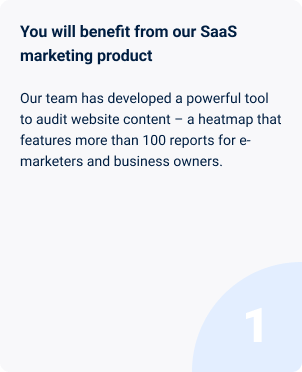 You will benefit from our SaaS
marketing product
Our team has developed a powerful tool
to audit website content – a heatmap that
features more than 100 reports for e-
marketers and business owners.
1